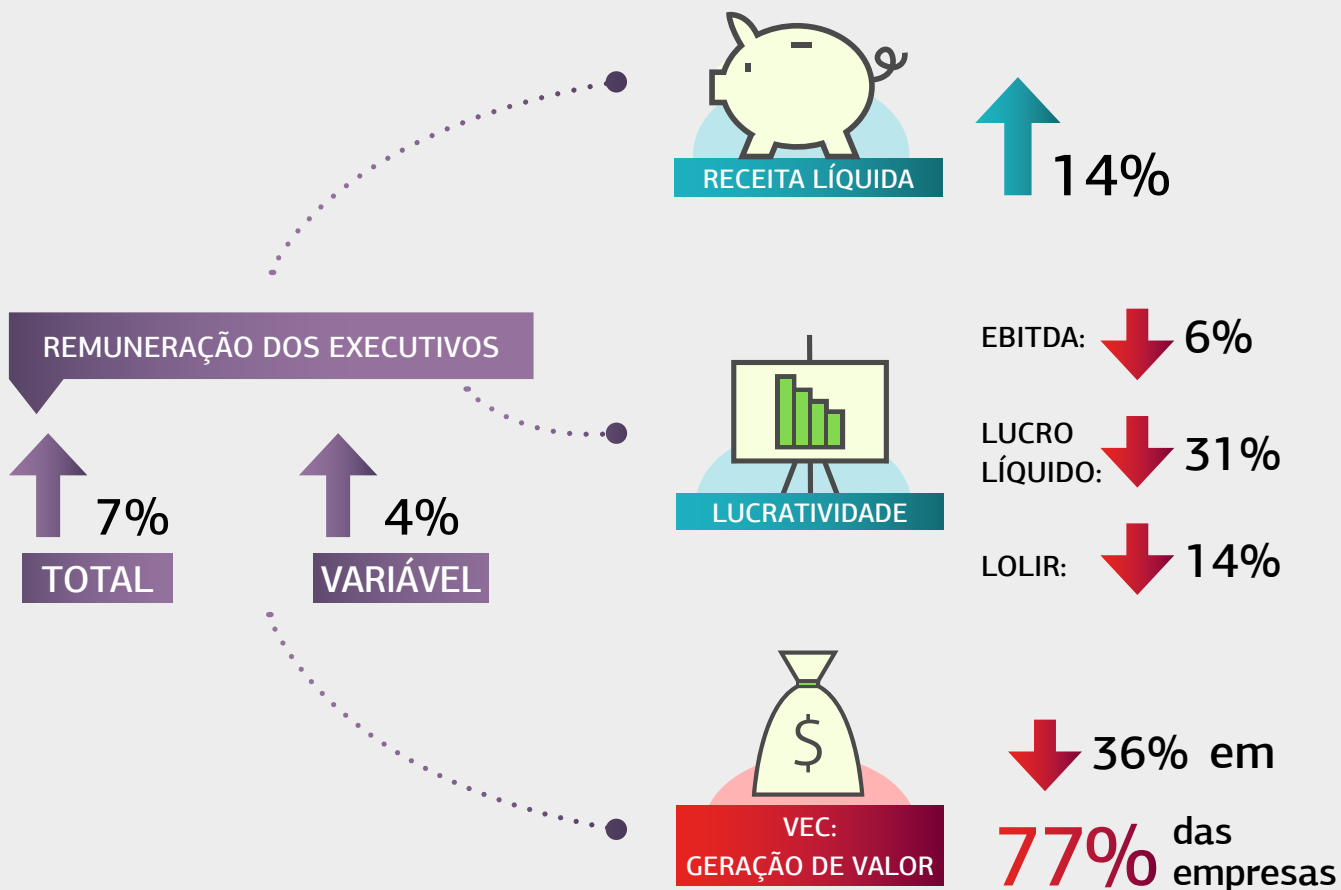 RECEITA LÍQUIDA
14%
REMUNERAÇÃO DOS EXECUTIVOS
7%
TOTAL
4%
VARIÁVEL
LUCRATIVIDADE
EBITDA: 6%
LUCRO
LÍQUIDO: 31%
LOLIR: 14%
$
VEC:
GERAÇÃO DE VALOR
36% em
77% das
empresas